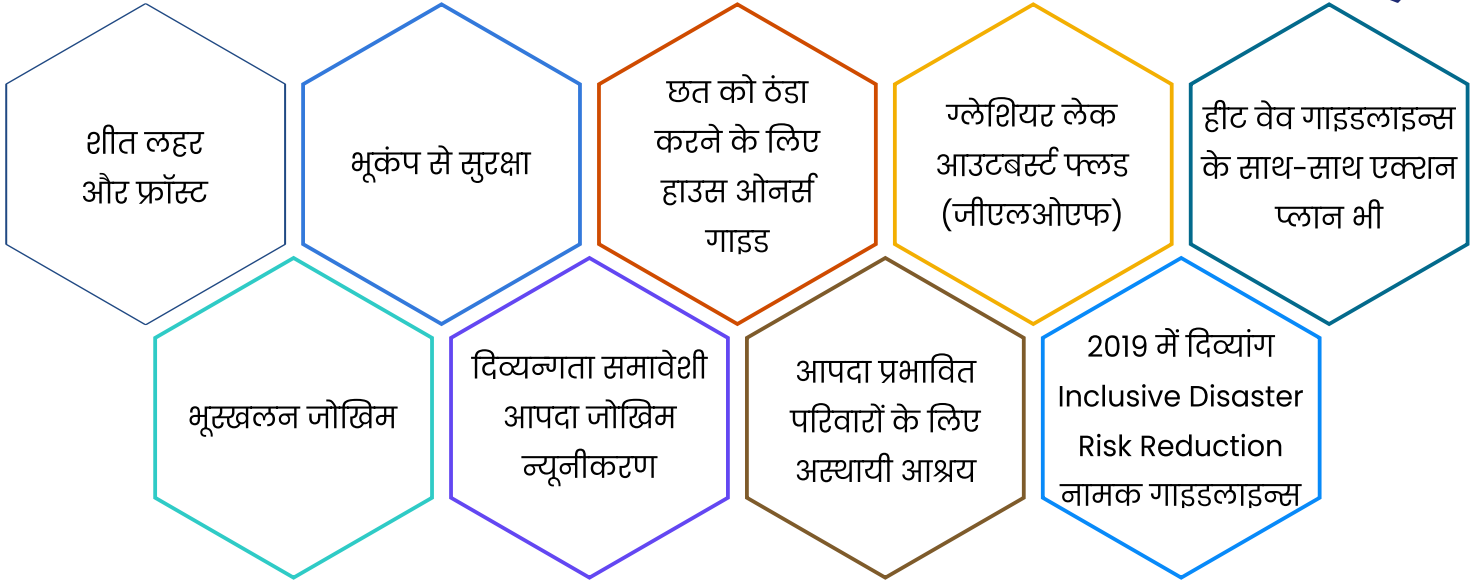 शीत लहर
और फ्रॉस्ट
भूकंप से सुरक्षा
छत को ठंडा
करने के लिए
हाउस ओनर्स
गाइड
ग्लेशियर लेक
आउटबर्स्ट फ्लड
(जीएलओएफ)
हीट वेव गाइडलाइन्स
के साथ-साथ एक्शन
प्लान भी
भूस्खलन जोखिम
दिव्यन्गता समावेशी
आपदा जोखिम
न्यूनीकरण
आपदा प्रभावित
परिवारों के लिए
अस्थायी आश्रय
2019 में दिव्यांग
Inclusive Disaster
Risk Reduction
नामक गाइडलाइन्स